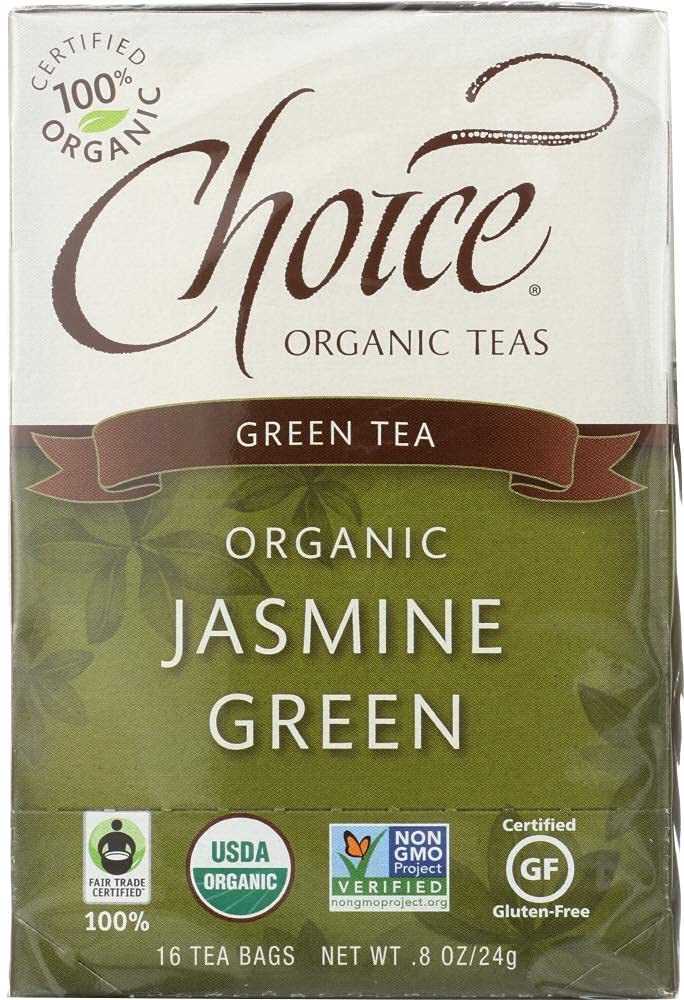 CERTIFIED
100%
ORGANIC
Choice®
ORGANIC TEAS
GREEN TEA
ORGANIC
JASMINE
GREEN
FAIR TRADE
CERTIFIED™
100%
USDA
ORGANIC
NON
GMO
Project
VERIFIED
nongmoproject.org
Certified
GF
Gluten-Free
16 TEA BAGS NET WT .8 OZ/24g